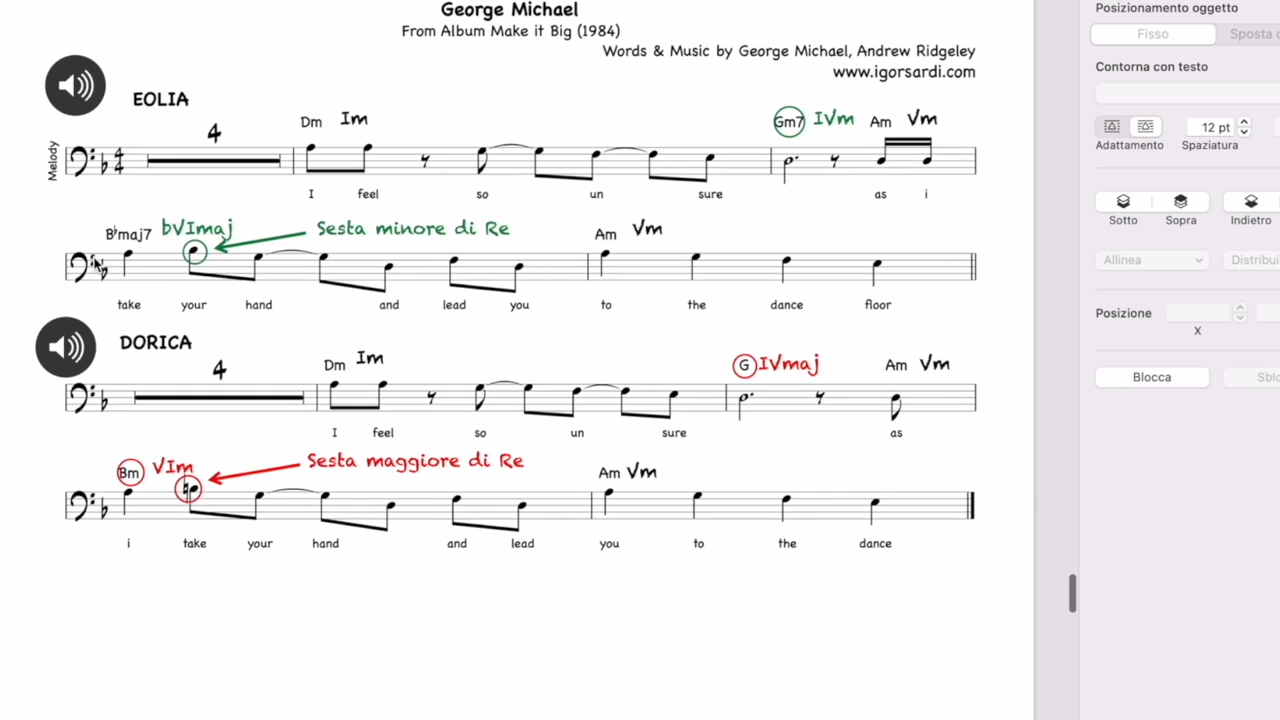 George Michael
From Album Make it Big (1984)
Words & Music by George Michael, Andrew Ridgeley
www.igorsardi.com
EOLIA
4
Dm Im Gm7 IVm Am Vm
Melody
4
4
I feel so un sure as i
B♭maj7 bVImaj Sesta minore di Re Am Vm
take your hand and lead you to the dance floor
DORICA
4
Dm Im G IVmaj Am Vm
I feel so un sure as
Bm VIm Sesta maggiore di Re Am Vm
i take your hand and lead you to the dance
Posizionamento oggetto
Fisso Sposta
Contorna con testo
12 pt
Adattamento Spaziatura
Sotto Sopra Indietro
Allinea Distribui
Posizione
X
Blocca Sblo